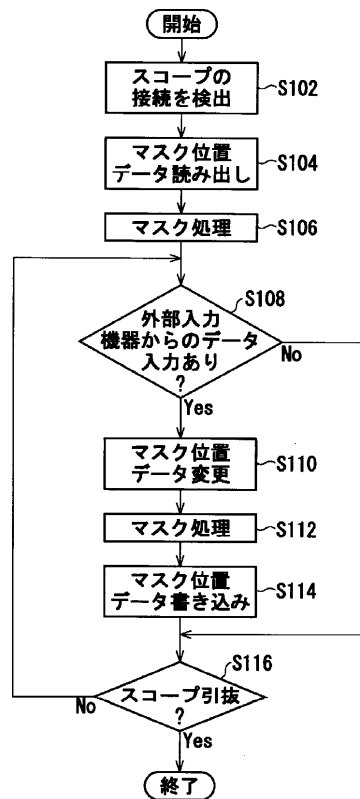 開始
スコープの
接続を検出
S102
マスク位置
データ読み出し
S104
マスク処理
S106
S108
外部入力
機器からのデータ
入力あり
?
No
Yes
マスク位置
データ変更
S110
マスク処理
S112
マスク位置
データ書き込み
S114
S116
スコープ引抜
?
No
Yes
終了